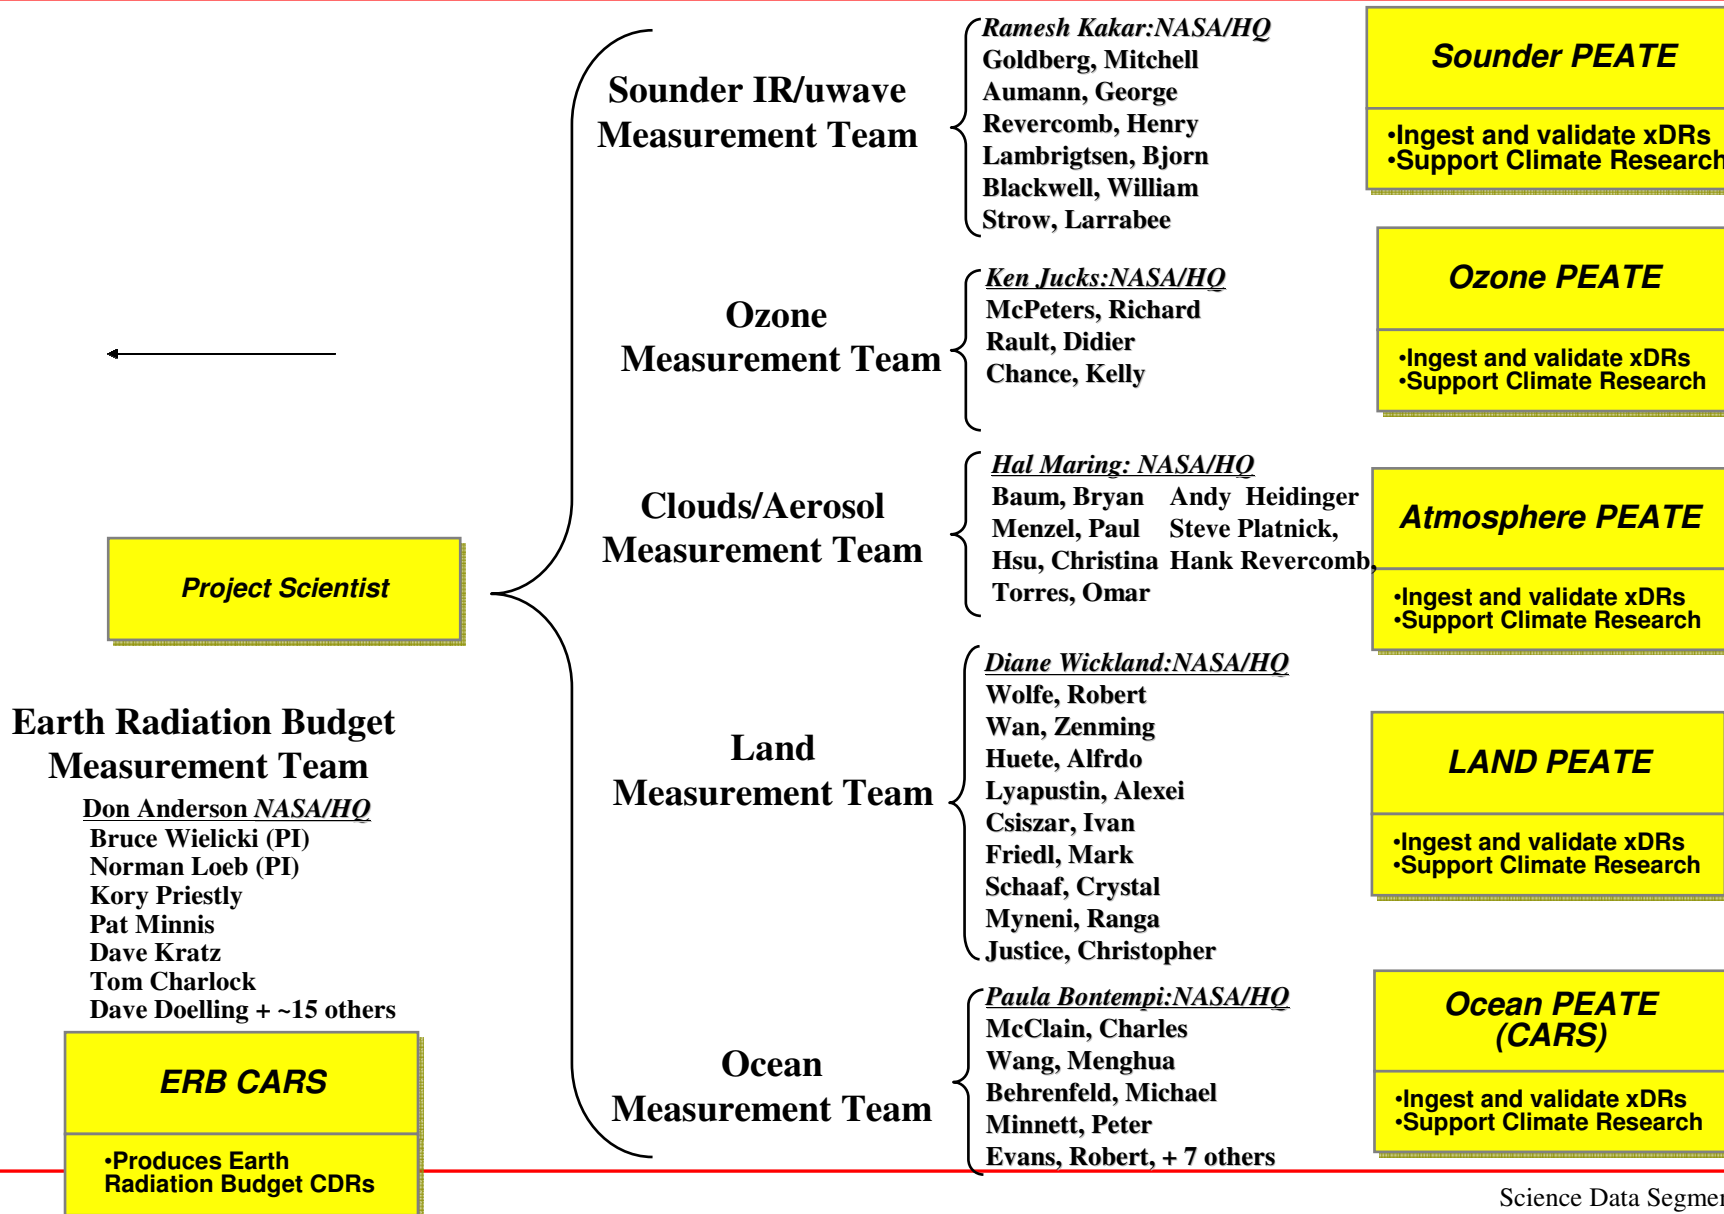 Sounder IR/uwave
Measurement Team
Ramesh Kakar:NASA/HQ
Goldberg, Mitchell
Aumann, George
Revercomb, Henry
Lambrigtsen, Bjorn
Blackwell, William
Strow, Larrabee
Sounder PEATE
•Ingest and validate xDRs
•Support Climate Research
Ozone
Measurement Team
Ken Jucks:NASA/HQ
McPeters, Richard
Rault, Didier
Chance, Kelly
Ozone PEATE
•Ingest and validate xDRs
•Support Climate Research
Clouds/Aerosol
Measurement Team
Hal Maring: NASA/HQ
Baum, Bryan Andy Heidinger
Menzel, Paul Steve Platnick,
Hsu, Christina Hank Revercomb,
Torres, Omar
Atmosphere PEATE
•Ingest and validate xDRs
•Support Climate Research
Project Scientist
Land
Measurement Team
Diane Wickland:NASA/HQ
Wolfe, Robert
Wan, Zenming
Huete, Alfrdo
Lyapustin, Alexei
Csiszar, Ivan
Friedl, Mark
Schaaf, Crystal
Myneni, Ranga
Justice, Christopher
LAND PEATE
•Ingest and validate xDRs
•Support Climate Research
Earth Radiation Budget
Measurement Team
Don Anderson NASA/HQ
Bruce Wielicki (PI)
Norman Loeb (PI)
Kory Priestly
Pat Minnis
Dave Kratz
Tom Charlock
Dave Doelling + ~15 others
ERB CARS
•Produces Earth
Radiation Budget CDRs
Ocean
Measurement Team
Paula Bontempi:NASA/HQ
McClain, Charles
Wang, Menghua
Behrenfeld, Michael
Minnett, Peter
Evans, Robert, + 7 others
Ocean PEATE
(CARS)
•Ingest and validate xDRs
•Support Climate Research
Science Data Segmen